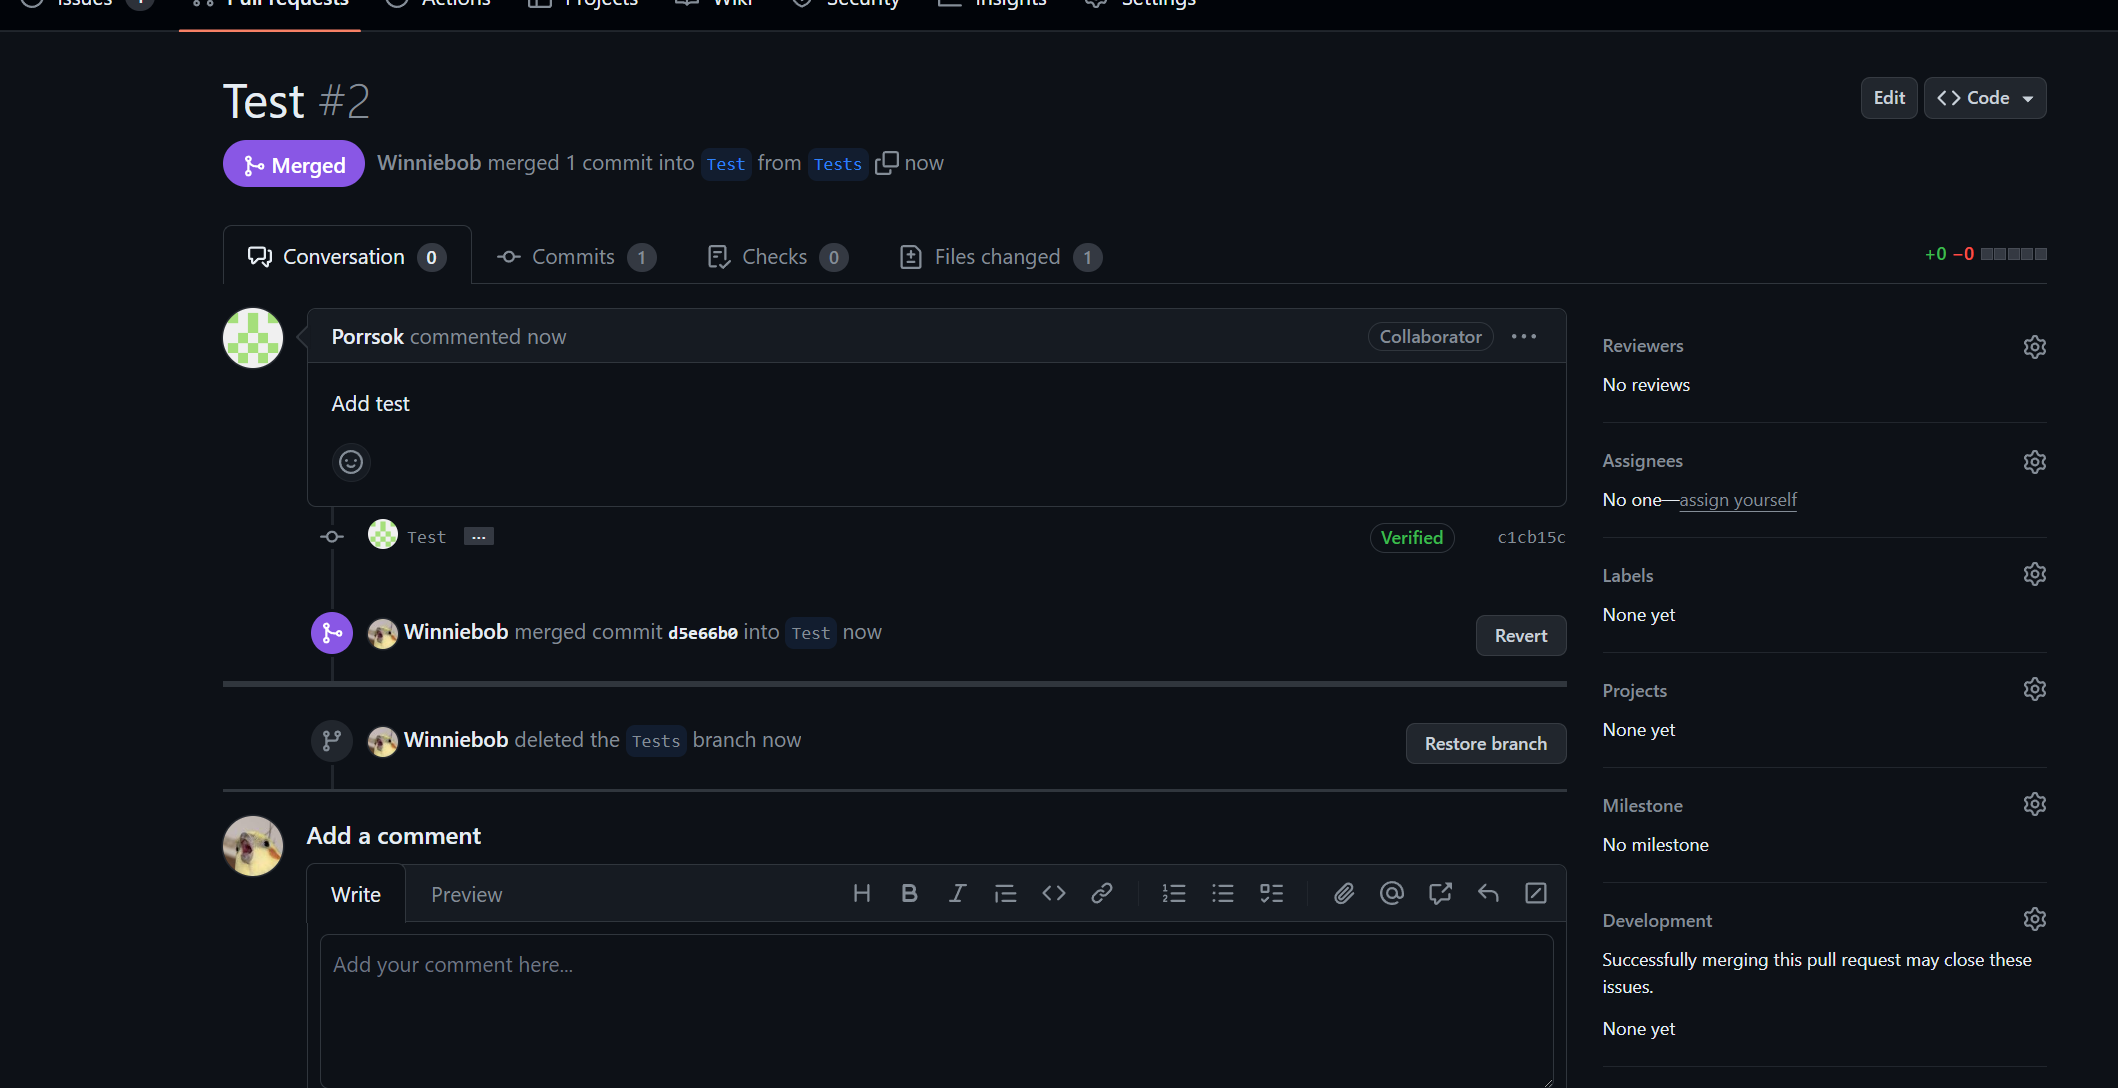 Issues 1 Pull requests Actions Projects Wiki Security Insights Settings
Test #2
Edit
Code
Merged Winniebob merged 1 commit into Test from Tests now
Conversation 0 Commits 1 Checks 0 Files changed 1
+0 −0
Porrsok commented now
Collaborator
Add test
Test ...
Verified
c1cb15c
Winniebob merged commit d5e66b0 into Test now
Revert
Winniebob deleted the Tests branch now
Restore branch
Add a comment
Write Preview
Add your comment here...
Reviewers
No reviews
Assignees
No one—assign yourself
Labels
None yet
Projects
None yet
Milestone
No milestone
Development
Successfully merging this pull request may close these
issues.
None yet